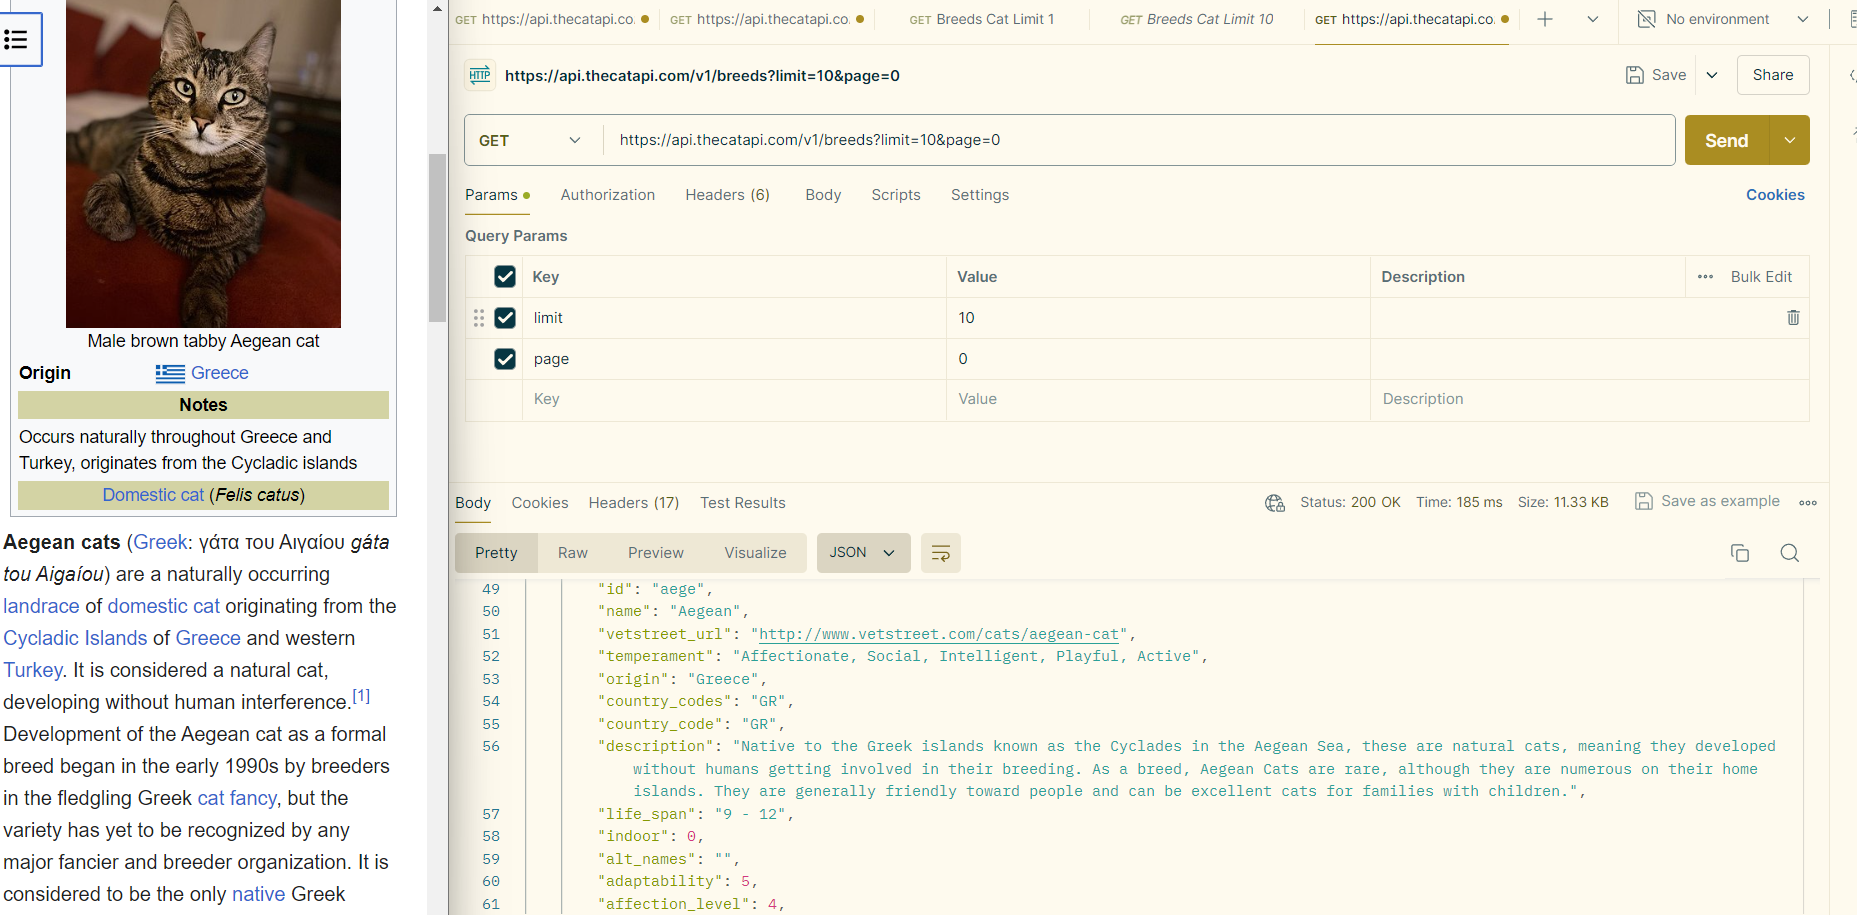 Male brown tabby Aegean cat
Origin Greece
Notes
Occurs naturally throughout Greece and
Turkey, originates from the Cycladic islands
Domestic cat (Felis catus)
Aegean cats (Greek: γάτα του Αιγαίου gáta
tou Aigaíou) are a naturally occurring
landrace of domestic cat originating from the
Cycladic Islands of Greece and western
Turkey. It is considered a natural cat,
developing without human interference.[1]
Development of the Aegean cat as a formal
breed began in the early 1990s by breeders
in the fledgling Greek cat fancy, but the
variety has yet to be recognized by any
major fancier and breeder organization. It is
considered to be the only native Greek
GET https://api.thecatapi.co. GET https://api.thecatapi.co. GET Breeds Cat Limit 1 GET Breeds Cat Limit 10 GET https://api.thecatapi.co. No environment
HTTP https://api.thecatapi.com/v1/breeds?limit=10&page=0 Save Share
GET https://api.thecatapi.com/v1/breeds?limit=10&page=0 Send
Params Authorization Headers (6) Body Scripts Settings Cookies
Query Params
Key Value Description Bulk Edit
limit 10
page 0
Key Value Description
Body Cookies Headers (17) Test Results Status: 200 OK Time: 185 ms Size: 11.33 KB Save as example
Pretty Raw Preview Visualize JSON
49 "id": "aege",
50 "name": "Aegean",
51 "vetstreet_url": "http://www.vetstreet.com/cats/aegean-cat",
52 "temperament": "Affectionate, Social, Intelligent, Playful, Active",
53 "origin": "Greece",
54 "country_codes": "GR",
55 "country_code": "GR",
56 "description": "Native to the Greek islands known as the Cyclades in the Aegean Sea, these are natural cats, meaning they developed
without humans getting involved in their breeding. As a breed, Aegean Cats are rare, although they are numerous on their home
islands. They are generally friendly toward people and can be excellent cats for families with children.",
57 "life_span": "9 - 12",
58 "indoor": 0,
59 "alt_names": "",
60 "adaptability": 5,
61 "affection_level": 4,